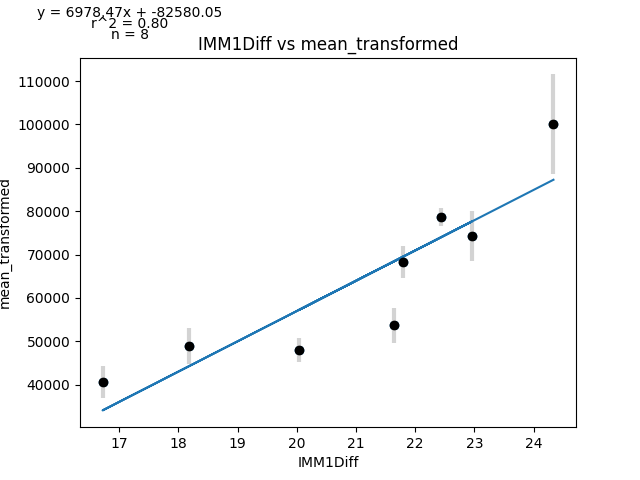 y = 6978.47x + -82580.05
r^2 = 0.80
n = 8
IMM1Diff vs mean_transformed
110000
100000
90000
80000
70000
60000
50000
40000
mean_transformed
17 18 19 20 21 22 23 24
IMM1Diff